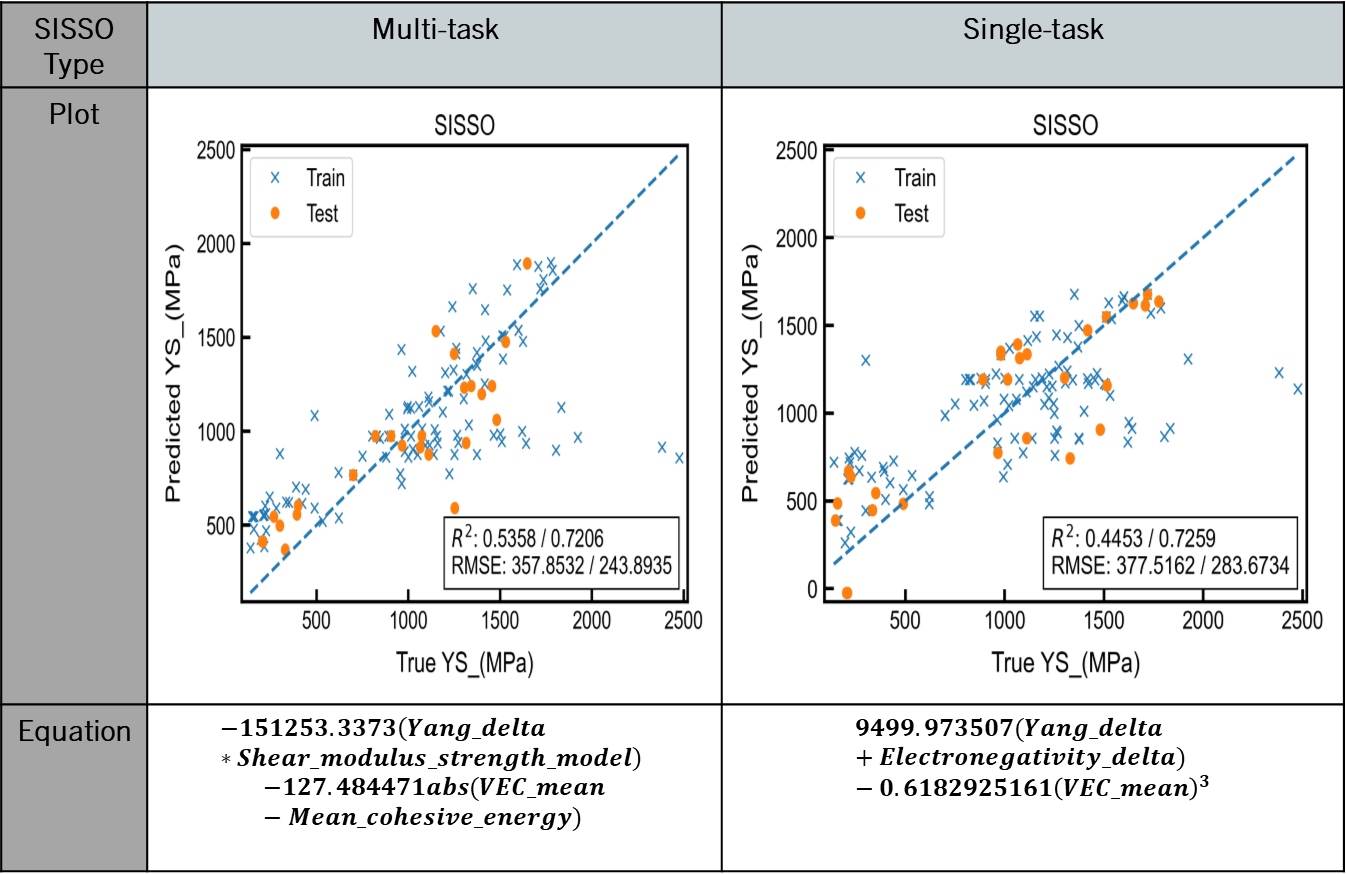 SISSO
Type
Multi-task
Single-task
Plot
SISSO
2500
2000
1500
1000
500
Predicted YS_(MPa)
Train
Test
R²: 0.5358 / 0.7206
RMSE: 357.8532 / 243.8935
500 1000 1500 2000 2500
True YS_(MPa)
SISSO
2500
2000
1500
1000
500
0
Predicted YS_(MPa)
Train
Test
R²: 0.4453 / 0.7259
RMSE: 377.5162 / 283.6734
500 1000 1500 2000 2500
True YS_(MPa)
Equation
−151253.3373(Yang_delta
∗ Shear_modulus_strength_model)
−127.484471abs(VEC_mean
− Mean_cohesive_energy)
9499.973507(Yang_delta
+ Electronegativity_delta)
− 0.6182925161(VEC_mean)³